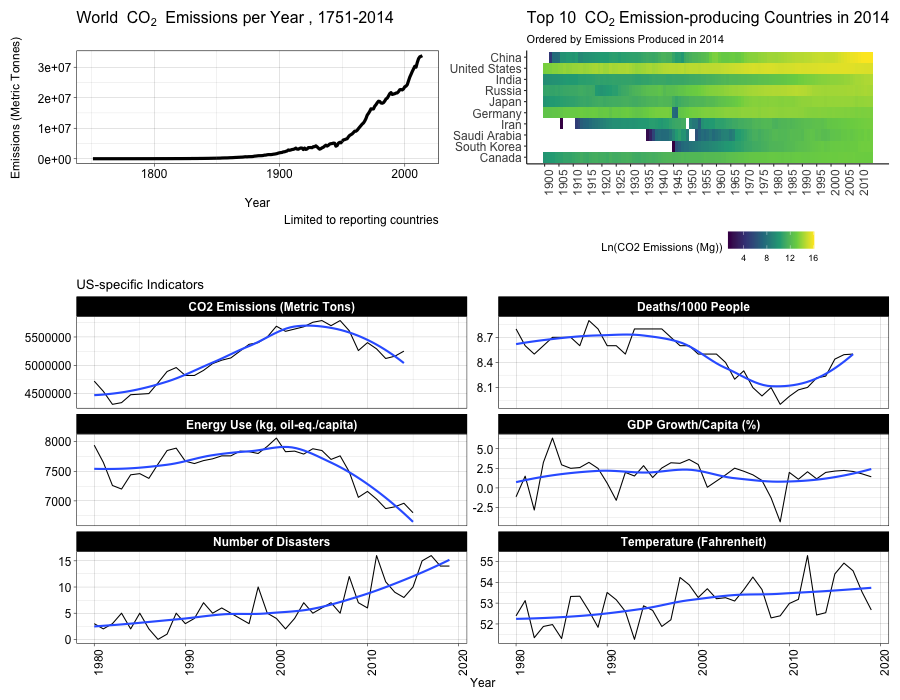 World CO2 Emissions per Year , 1751-2014
Emissions (Metric Tonnes)
3e+07
2e+07
1e+07
0e+00
1800 1900 2000
Year
Limited to reporting countries
Top 10 CO2 Emission-producing Countries in 2014
Ordered by Emissions Produced in 2014
China
United States
India
Russia
Japan
Germany
Iran
Saudi Arabia
South Korea
Canada
1900 1905 1910 1915 1920 1925 1930 1935 1940 1945 1950 1955 1960 1965 1970 1975 1980 1985 1990 1995 2000 2005 2010
Ln(CO2 Emissions (Mg))
4 8 12 16
US-specific Indicators
CO2 Emissions (Metric Tons)
5500000
5000000
4500000
Deaths/1000 People
8.7
8.4
8.1
Energy Use (kg, oil-eq./capita)
8000
7500
7000
GDP Growth/Capita (%)
5.0
2.5
0.0
-2.5
Number of Disasters
15
10
5
0
1980 1990 2000 2010 2020
Temperature (Fahrenheit)
55
54
53
52
1980 1990 2000 2010 2020
Year